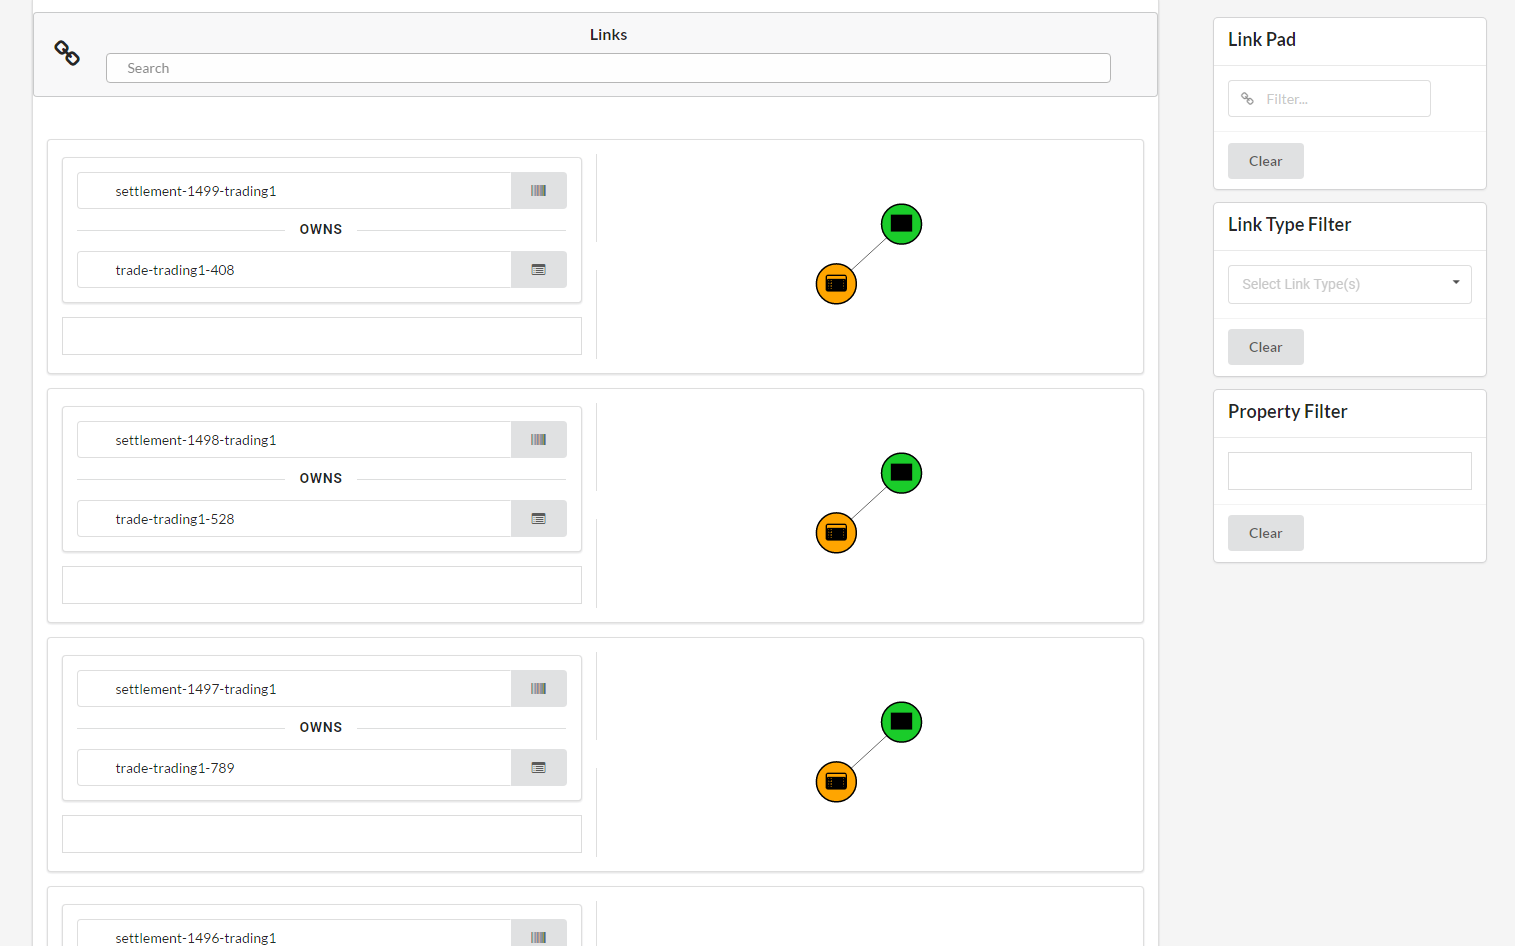 Links
Search
settlement-1499-trading1
OWNS
trade-trading1-408
settlement-1498-trading1
OWNS
trade-trading1-528
settlement-1497-trading1
OWNS
trade-trading1-789
settlement-1496-trading1
Link Pad
Filter...
Clear
Link Type Filter
Select Link Type(s)
Clear
Property Filter
Clear